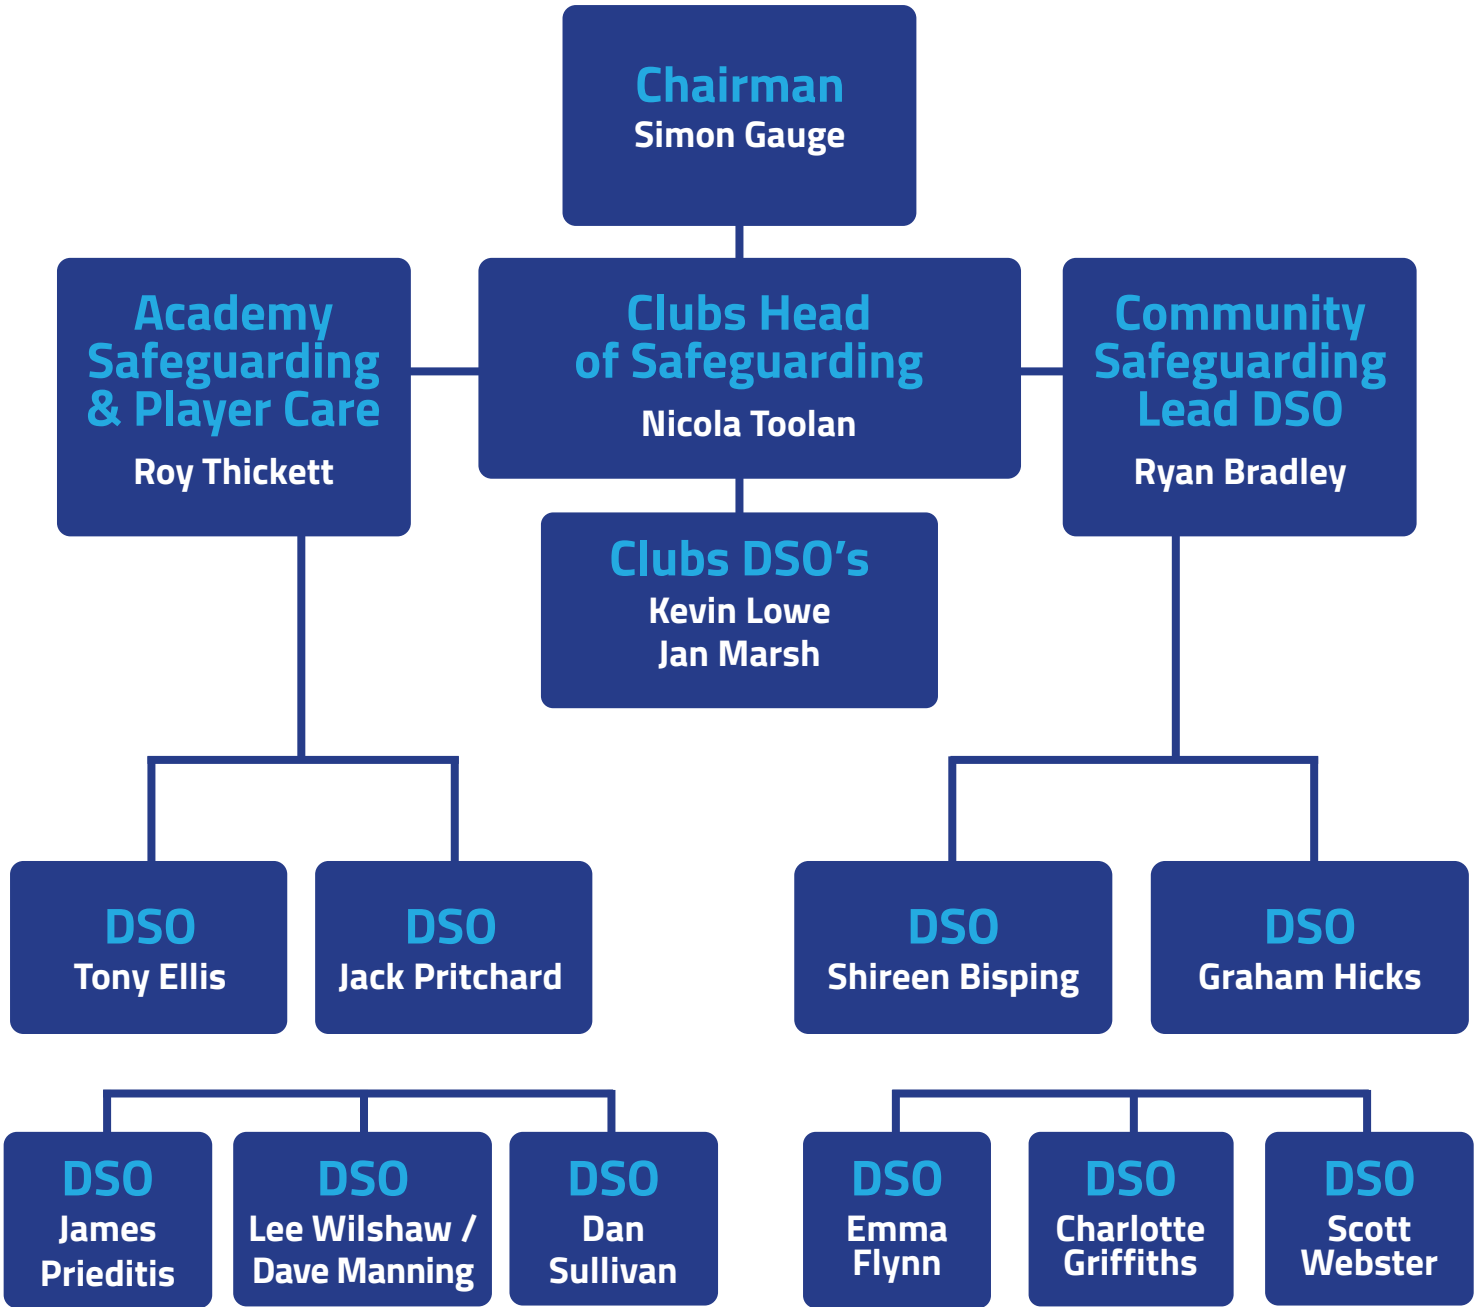 Chairman
Simon Gauge
Academy
Safeguarding
& Player Care
Roy Thickett
Clubs Head
of Safeguarding
Nicola Toolan
Community
Safeguarding
Lead DSO
Ryan Bradley
Clubs DSO’s
Kevin Lowe
Jan Marsh
DSO
Tony Ellis
DSO
Jack Pritchard
DSO
Shireen Bisping
DSO
Graham Hicks
DSO
James
Prieditis
DSO
Lee Wilshaw /
Dave Manning
DSO
Dan
Sullivan
DSO
Emma
Flynn
DSO
Charlotte
Griffiths
DSO
Scott
Webster